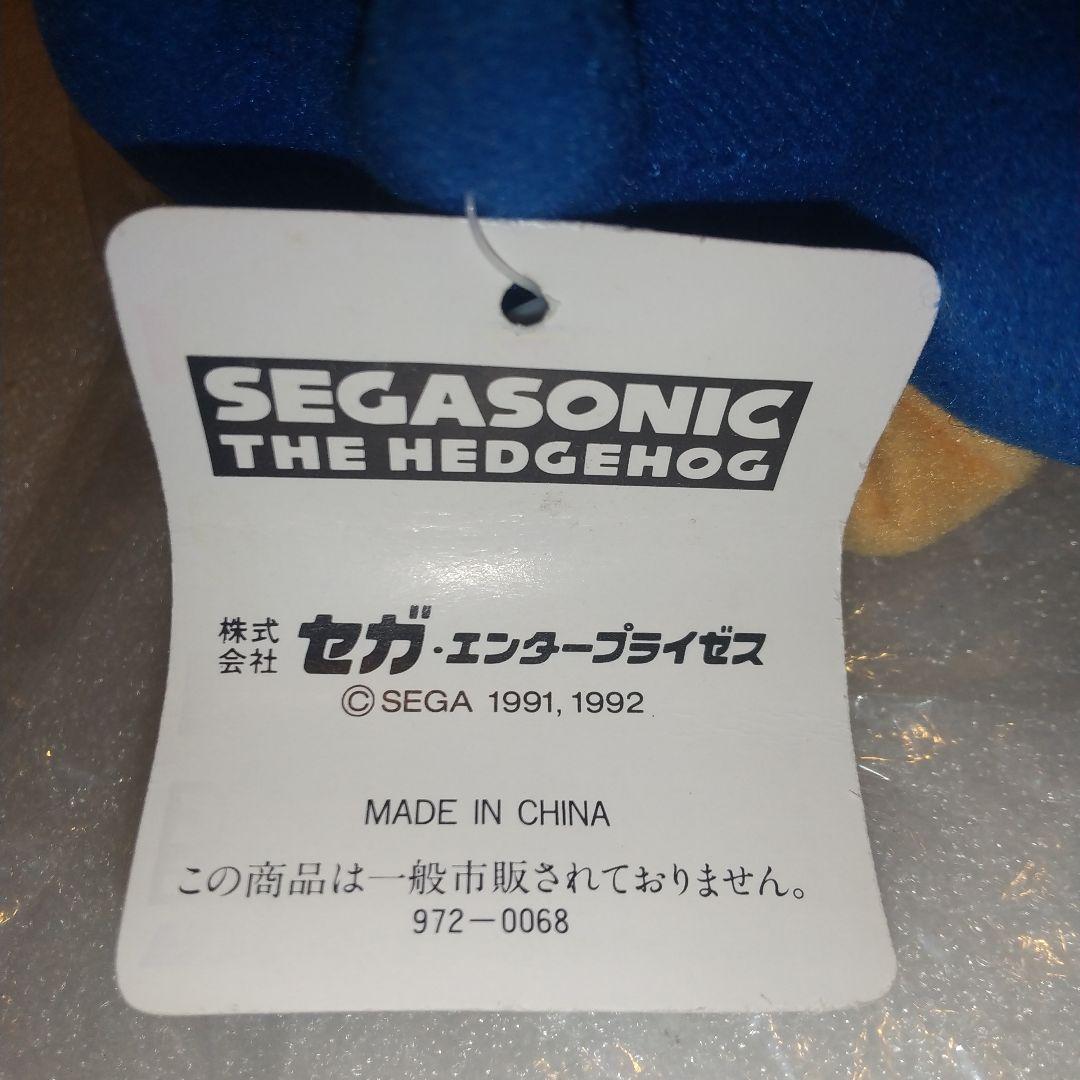 SEGASONIC
THE HEDGEHOG
株式会社 セガ・エンタープライゼス
©SEGA 1991, 1992
MADE IN CHINA
この商品は一般市販されておりません。
972-0068